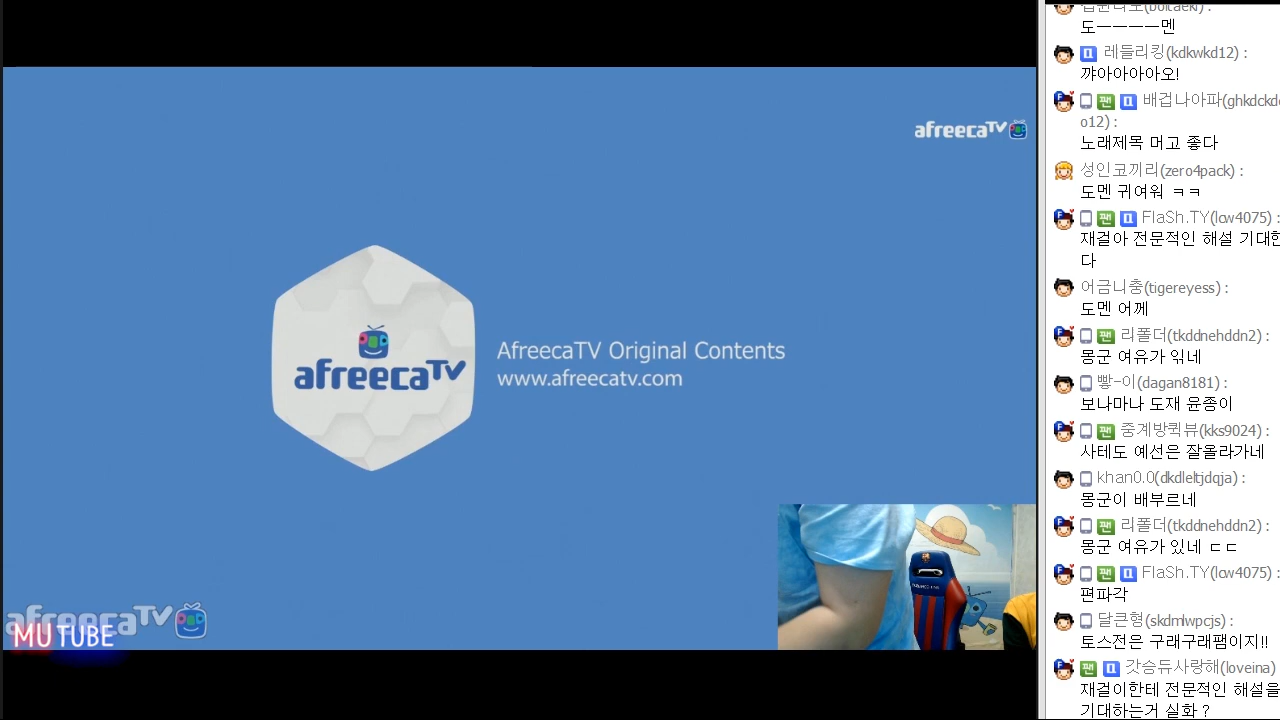 afreecaTV
afreecaTV
AfreecaTV Original Contents
www.afreecatv.com
afreecaTV
MUTUBE
도ㅡㅡㅡㅡ멘
레들리킹(kdkwkd12) :
꺄아아아아오!
배겁나아파(ghkdckd
o12) :
노래제목 머고 좋다
성인코끼리(zero4pack) :
도멘 귀여워 ㅋㅋ
FlaSh.TY(lcw4075) :
재걸아 전문적인 해설 기대한
다
어금니충(tigereyess) :
도멘 어께
리폴더(tkddnehddn2) :
몽군 여유가 잇네
빻-이(dagan8181) :
보나마나 도재 윤종이
중계방퀵뷰(kks9024) :
사테도 예선은 잘올라가네
khan0.0(dkdleltjdqja) :
몽군이 배부르네
리폴더(tkddnehddn2) :
몽군 여유가 있네 ㄷㄷ
FlaSh.TY(lcw4075) :
편파각
달큰형(skdmlwpcjs) :
토스전은 구래구래팸이지!!
갓승듀사랑해(loveina)
재걸이한테 전문적인 해설을
기대하는거 실화 ?